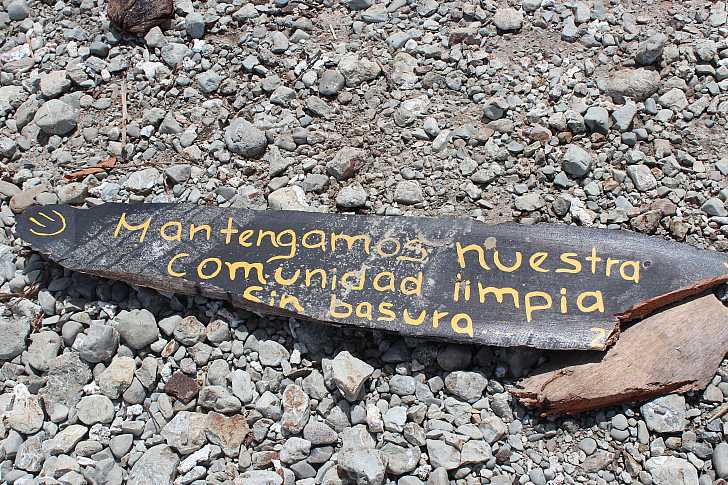 Mantengamos nuestra
comunidad limpia
sin basura...